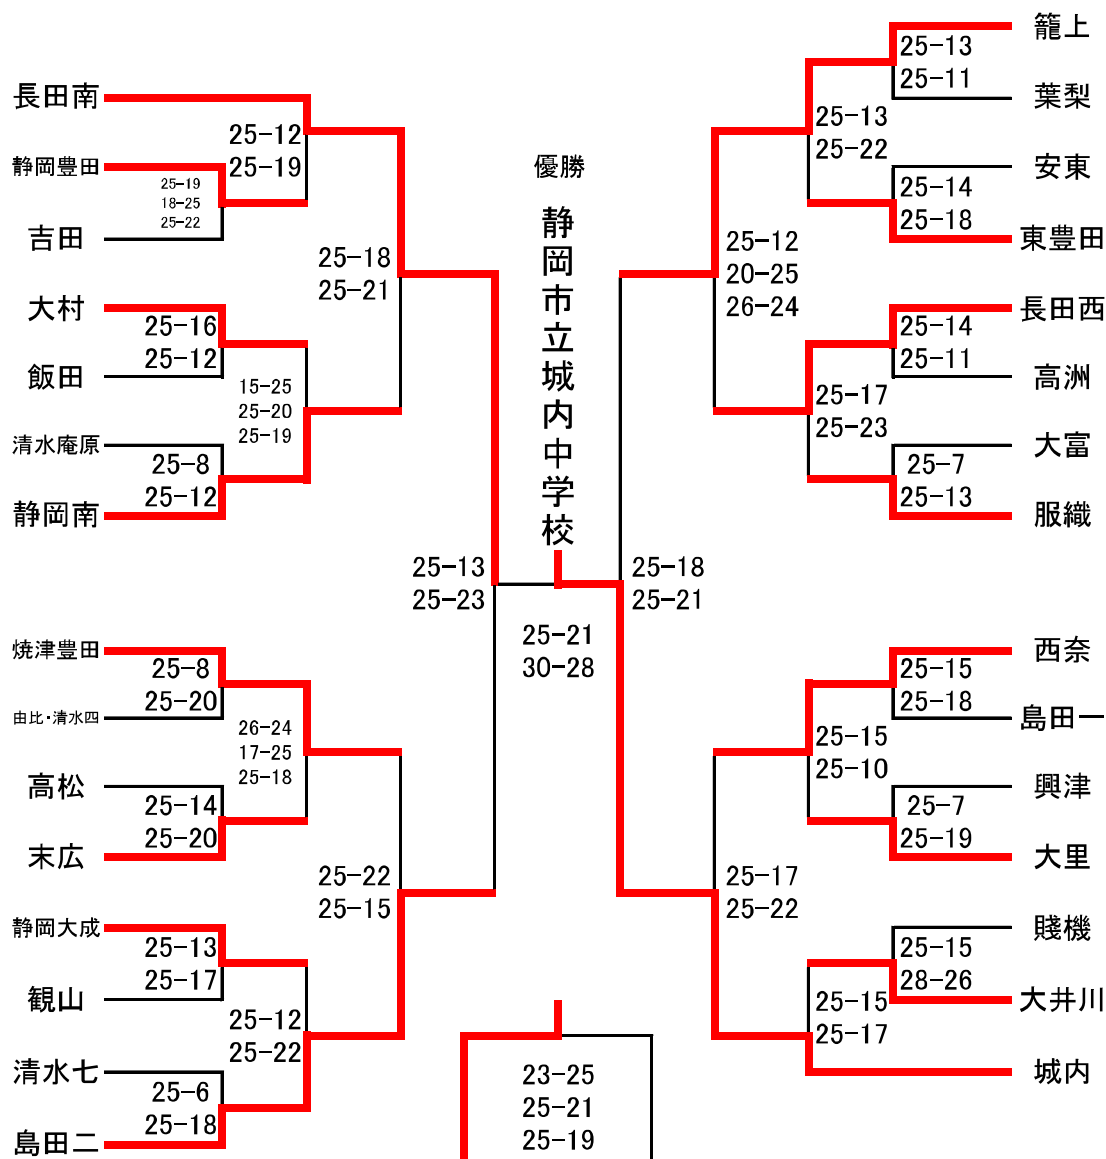 長田南
25-12
25-19
静岡豊田
25-19
18-25
25-22
吉田
25-18
25-21
大村
25-16
25-12
飯田
15-25
25-20
25-19
清水庵原
25-8
25-12
静岡南
25-13
25-23
焼津豊田
25-8
25-20
由比・清水四
26-24
17-25
25-18
高松
25-14
25-20
末広
25-22
25-15
静岡大成
25-13
25-17
観山
25-12
25-22
清水七
25-6
25-18
島田二
優勝
静岡市立城内中学校
25-21
30-28
23-25
25-21
25-19
籠上
25-13
25-11
葉梨
25-13
25-22
安東
25-14
25-18
東豊田
25-12
20-25
26-24
長田西
25-14
25-11
高洲
25-17
25-23
大富
25-7
25-13
服織
25-18
25-21
西奈
25-15
25-18
島田一
25-15
25-10
興津
25-7
25-19
大里
25-17
25-22
賤機
25-15
28-26
大井川
25-15
25-17
城内